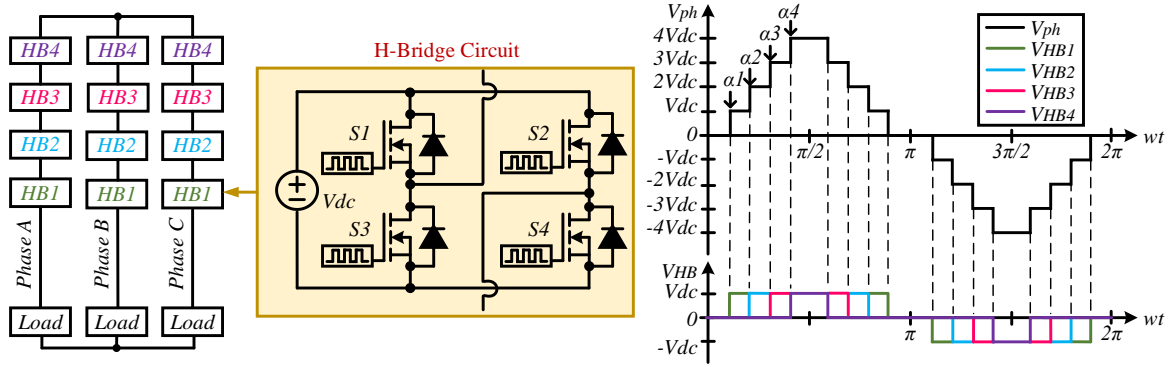 HB4 HB4 HB4
HB3 HB3 HB3
HB2 HB2 HB2
HB1 HB1 HB1
Phase A Phase B Phase C
Load Load Load
H-Bridge Circuit
S1 S2
Vdc
S3 S4
Vph
4Vdc
3Vdc
2Vdc
Vdc
0
-Vdc
-2Vdc
-3Vdc
-4Vdc
α1 α2 α3 α4
π/2 π 3π/2 2π wt
Vph
VHB1
VHB2
VHB3
VHB4
VHB
Vdc
0
-Vdc
π 3π/2 2π wt